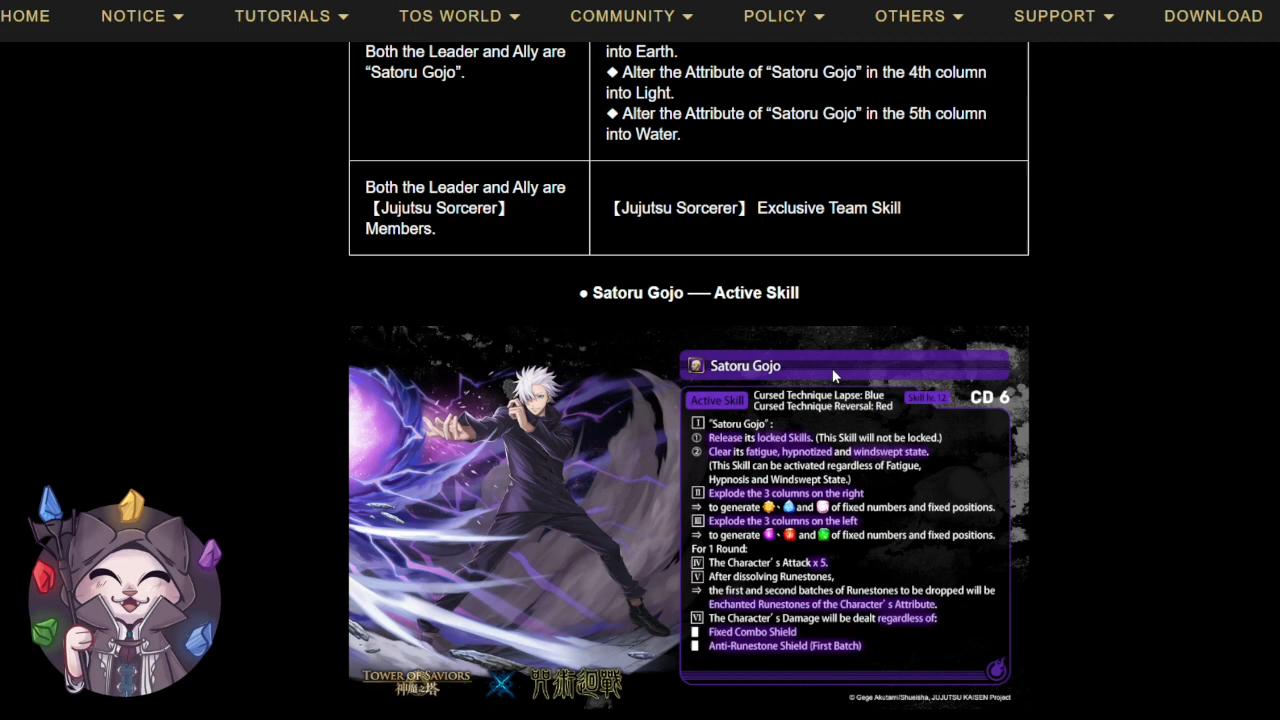 HOME NOTICE TUTORIALS TOS WORLD COMMUNITY POLICY OTHERS SUPPORT DOWNLOAD
Both the Leader and Ally are
“Satoru Gojo”.
into Earth.
◆ Alter the Attribute of “Satoru Gojo” in the 4th column
into Light.
◆ Alter the Attribute of “Satoru Gojo” in the 5th column
into Water.
Both the Leader and Ally are
【Jujutsu Sorcerer】
Members.
【Jujutsu Sorcerer】 Exclusive Team Skill
● Satoru Gojo ── Active Skill
Satoru Gojo
Active Skill
Cursed Technique Lapse: Blue
Cursed Technique Reversal: Red
Skill lv. 12
CD 6
I "Satoru Gojo" :
① Release its locked Skills. (This Skill will not be locked.)
② Clear its fatigue, hypnotized and windswept state.
(This Skill can be activated regardless of Fatigue,
Hypnosis and Windswept State.)
II Explode the 3 columns on the right
⇒ to generate 、 and of fixed numbers and fixed positions.
III Explode the 3 columns on the left
⇒ to generate 、 and of fixed numbers and fixed positions.
For 1 Round:
IV The Character's Attack x 5.
V After dissolving Runestones,
⇒ the first and second batches of Runestones to be dropped will be
Enchanted Runestones of the Character's Attribute.
VI The Character's Damage will be dealt regardless of:
Fixed Combo Shield
Anti-Runestone Shield (First Batch)
TOWER OF SAVIORS
神魔之塔
咒術迴戰
© Gege Akutami/Shueisha, JUJUTSU KAISEN Project